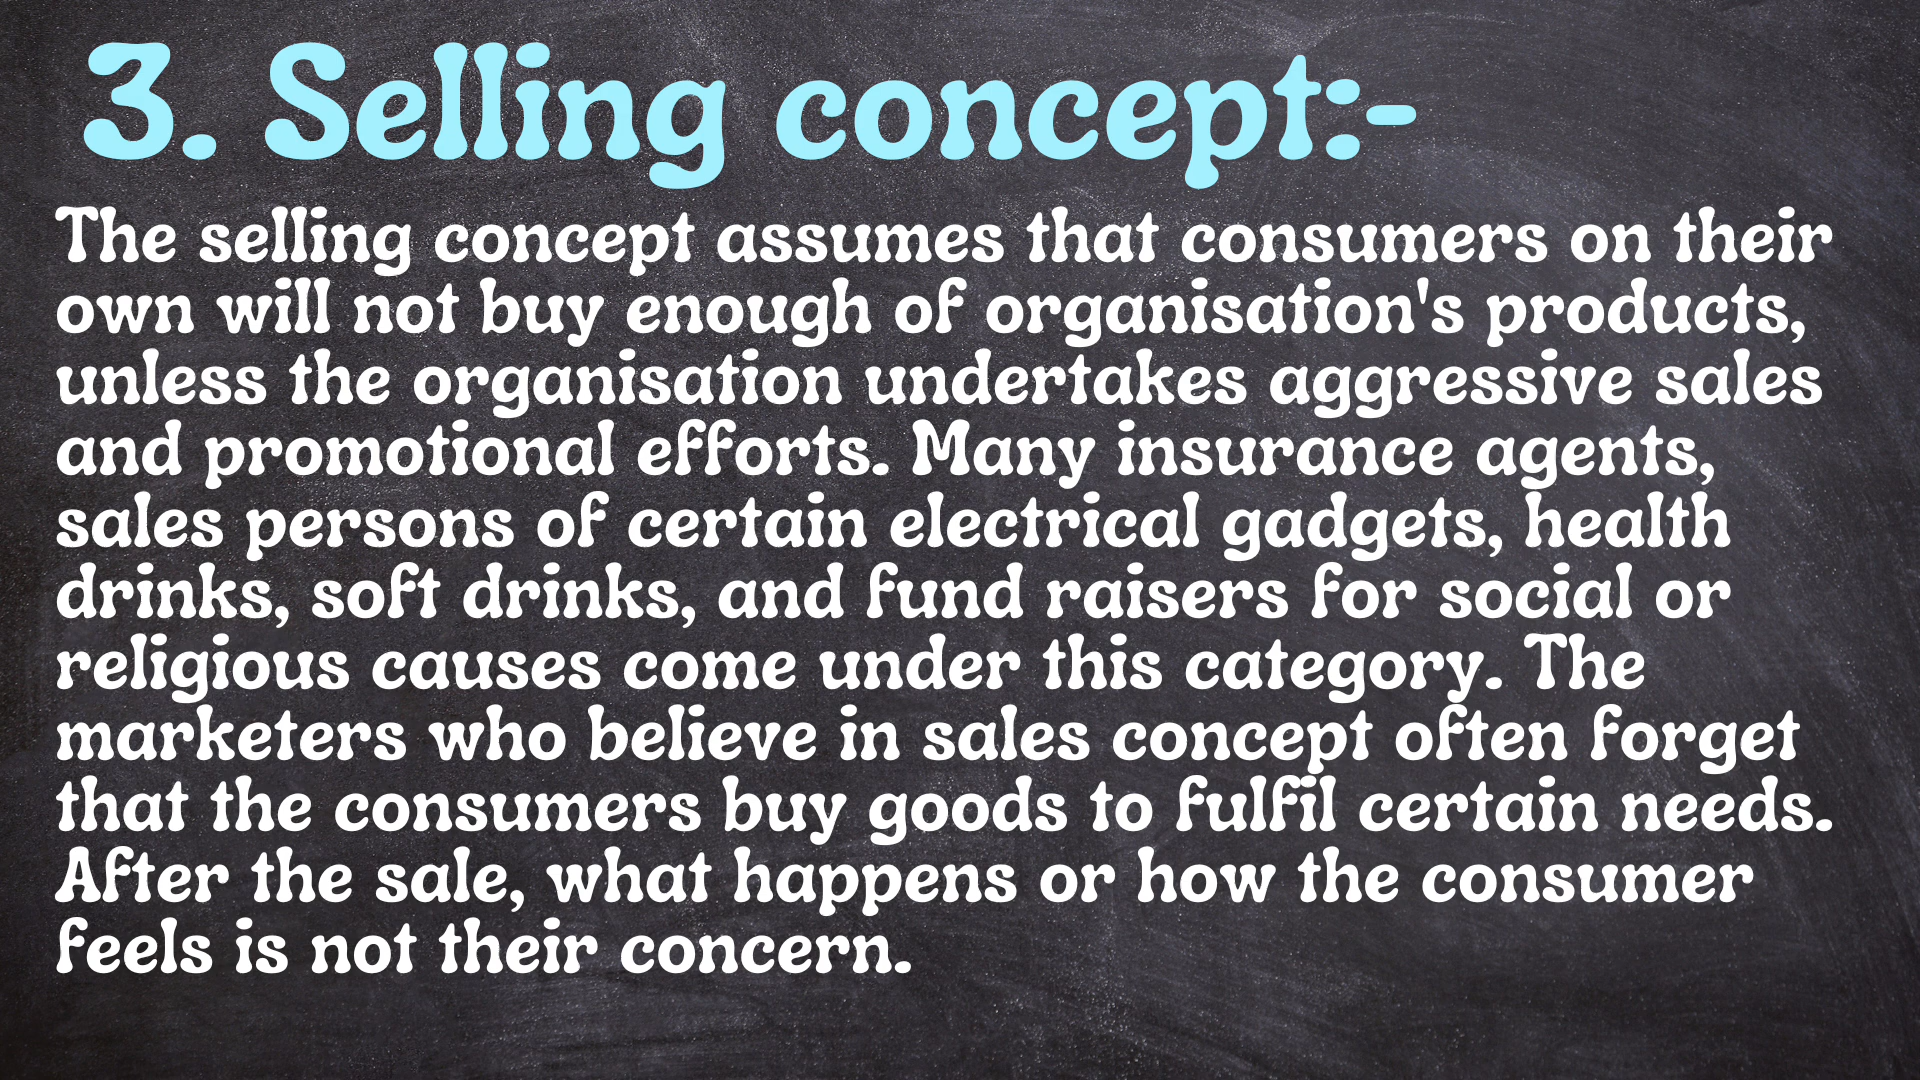 3. Selling concept:-
The selling concept assumes that consumers on their
own will not buy enough of organisation's products,
unless the organisation undertakes aggressive sales
and promotional efforts. Many insurance agents,
sales persons of certain electrical gadgets, health
drinks, soft drinks, and fund raisers for social or
religious causes come under this category. The
marketers who believe in sales concept often forget
that the consumers buy goods to fulfil certain needs.
After the sale, what happens or how the consumer
feels is not their concern.